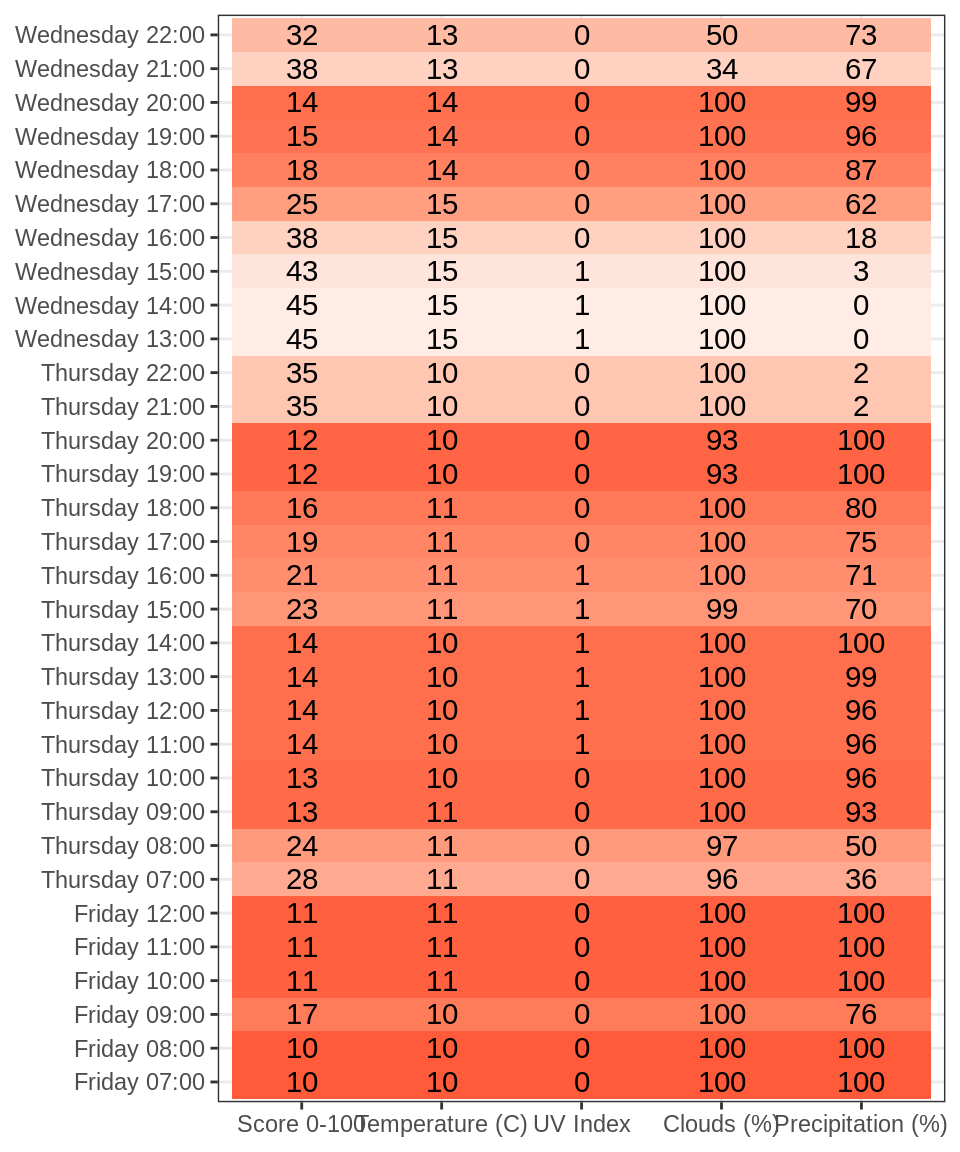 Wednesday 22:00 32 13 0 50 73
Wednesday 21:00 38 13 0 34 67
Wednesday 20:00 14 14 0 100 99
Wednesday 19:00 15 14 0 100 96
Wednesday 18:00 18 14 0 100 87
Wednesday 17:00 25 15 0 100 62
Wednesday 16:00 38 15 0 100 18
Wednesday 15:00 43 15 1 100 3
Wednesday 14:00 45 15 1 100 0
Wednesday 13:00 45 15 1 100 0
Thursday 22:00 35 10 0 100 2
Thursday 21:00 35 10 0 100 2
Thursday 20:00 12 10 0 93 100
Thursday 19:00 12 10 0 93 100
Thursday 18:00 16 11 0 100 80
Thursday 17:00 19 11 0 100 75
Thursday 16:00 21 11 1 100 71
Thursday 15:00 23 11 1 99 70
Thursday 14:00 14 10 1 100 100
Thursday 13:00 14 10 1 100 99
Thursday 12:00 14 10 1 100 96
Thursday 11:00 14 10 1 100 96
Thursday 10:00 13 10 0 100 96
Thursday 09:00 13 11 0 100 93
Thursday 08:00 24 11 0 97 50
Thursday 07:00 28 11 0 96 36
Friday 12:00 11 11 0 100 100
Friday 11:00 11 11 0 100 100
Friday 10:00 11 11 0 100 100
Friday 09:00 17 10 0 100 76
Friday 08:00 10 10 0 100 100
Friday 07:00 10 10 0 100 100
Score 0-100 Temperature (C) UV Index Clouds (%) Precipitation (%)